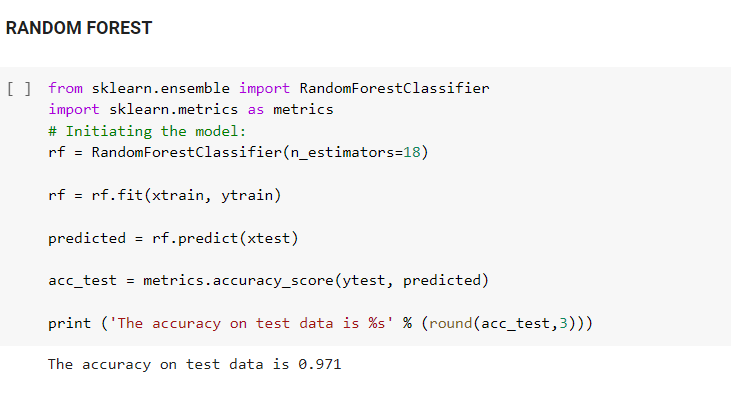 RANDOM FOREST
[ ] from sklearn.ensemble import RandomForestClassifier
import sklearn.metrics as metrics
# Initiating the model:
rf = RandomForestClassifier(n_estimators=18)
rf = rf.fit(xtrain, ytrain)
predicted = rf.predict(xtest)
acc_test = metrics.accuracy_score(ytest, predicted)
print ('The accuracy on test data is %s' % (round(acc_test,3)))
The accuracy on test data is 0.971